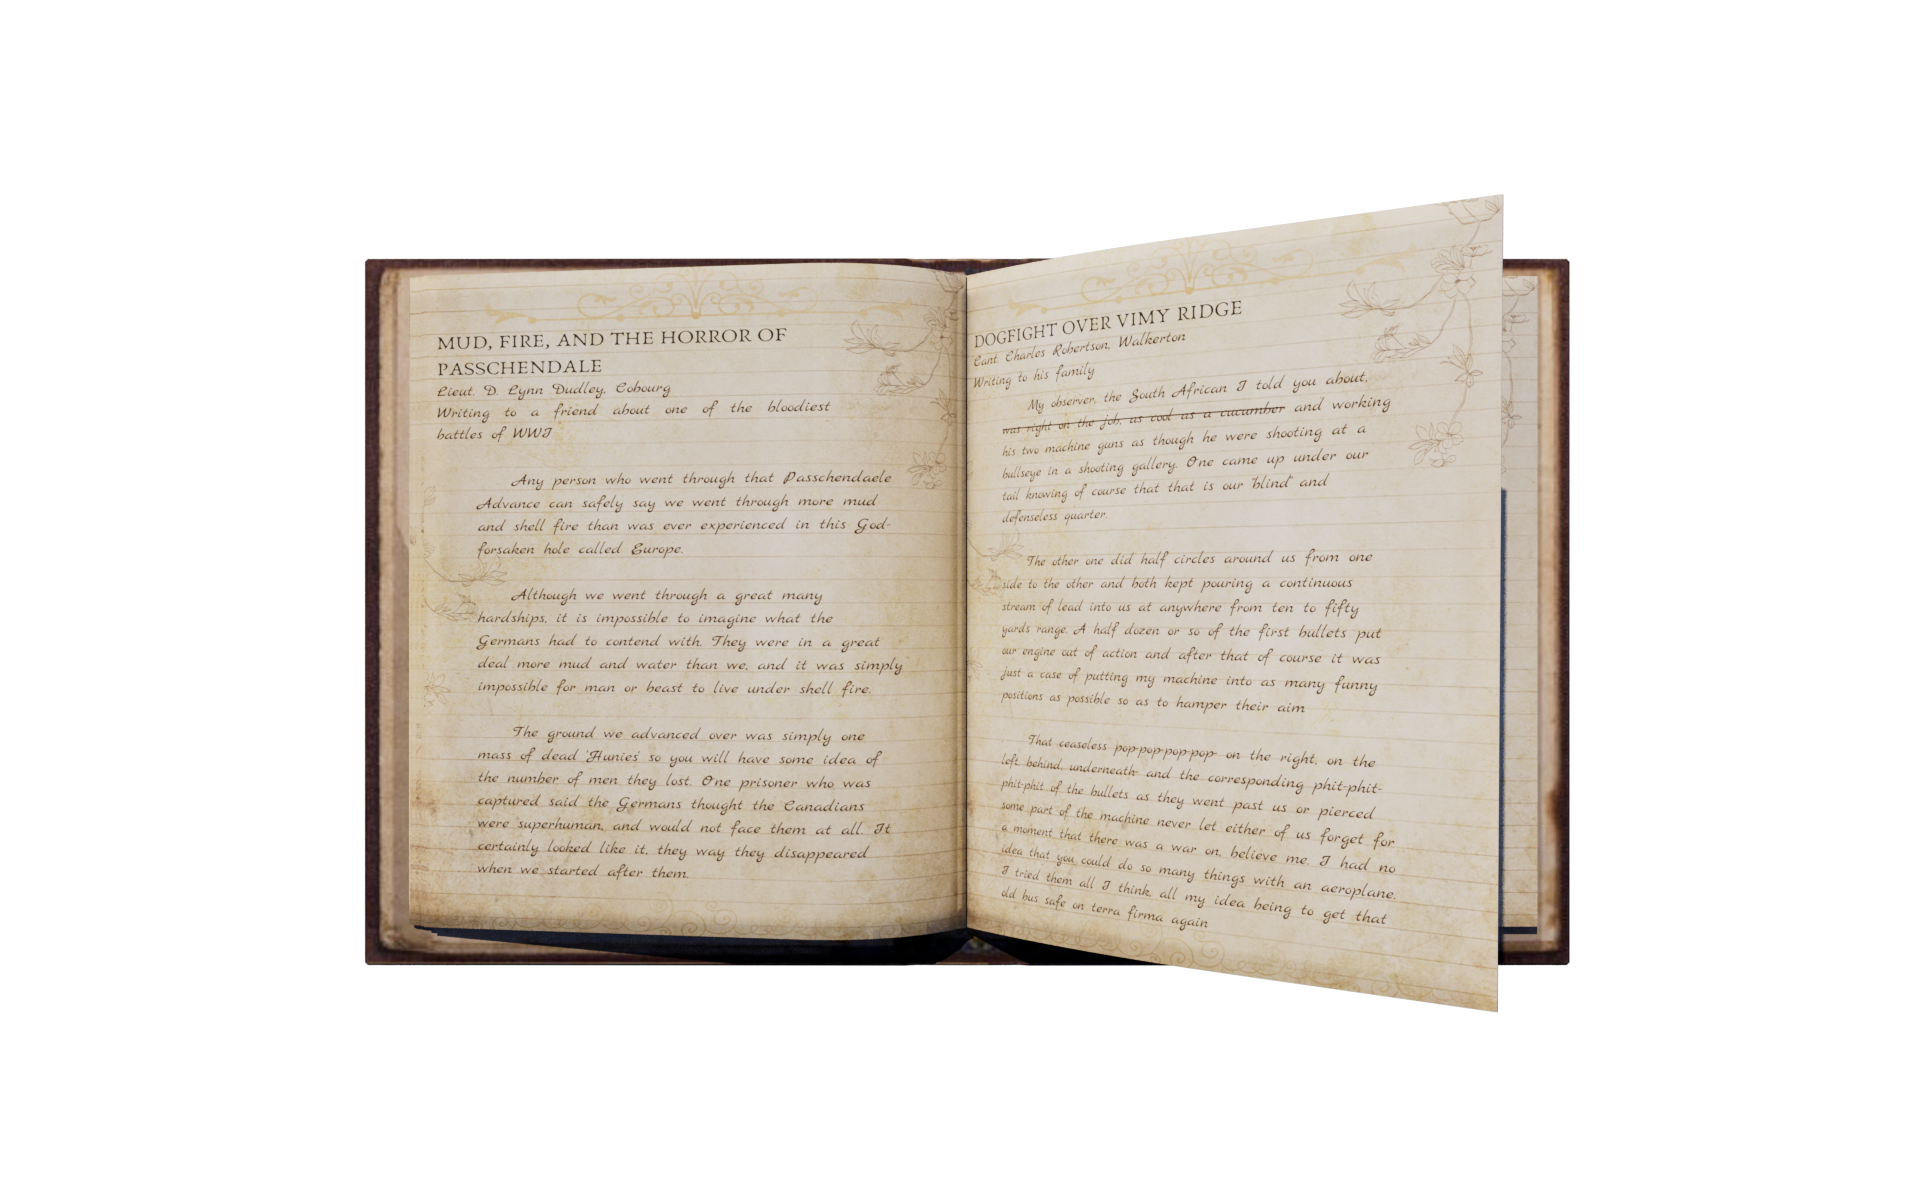 MUD, FIRE, AND THE HORROR OF
PASSCHENDALE
Lieut. D. Lynn Dudley, Cobourg
Writing to a friend about one of the bloodiest
battles of WWI
Any person who went through that Passchendaele
Advance can safely say we went through more mud
and shell fire than was ever experienced in this God-
forsaken hole called Europe.
Although we went through a great many
hardships, it is impossible to imagine what the
Germans had to contend with. They were in a great
deal more mud and water than we, and it was simply
impossible for man or beast to live under shell fire.
The ground we advanced over was simply one
mass of dead 'Hunies' so you will have some idea of
the number of men they lost. One prisoner who was
captured said the Germans thought the Canadians
were superhuman, and would not face them at all. It
certainly looked like it, they way they disappeared
when we started after them.
DOGFIGHT OVER VIMY RIDGE
Cant. Charles Robertson, Walkerton
Writing to his family
My observer, the South African I told you about,
was right on the job, as cool as a cucumber and working
his two machine guns as though he were shooting at a
bullseye in a shooting gallery. One came up under our
tail knowing of course that that is our "blind" and
defenseless quarter.
The other one did half circles around us from one
side to the other and both kept pouring a continuous
stream of lead into us at anywhere from ten to fifty
yards range. A half dozen or so of the first bullets put
our engine out of action and after that of course it was
just a case of putting my machine into as many funny
positions as possible so as to hamper their aim
That ceaseless pop-pop-pop-pop- on the right, on the
left, behind, underneath- and the corresponding phit-phit-
phit-phit of the bullets as they went past us or pierced
some part of the machine never let either of us forget for
a moment that there was a war on, believe me. I had no
idea that you could do so many things with an aeroplane.
I tried them all I think, all my idea being to get that
old bus safe on terra firma again